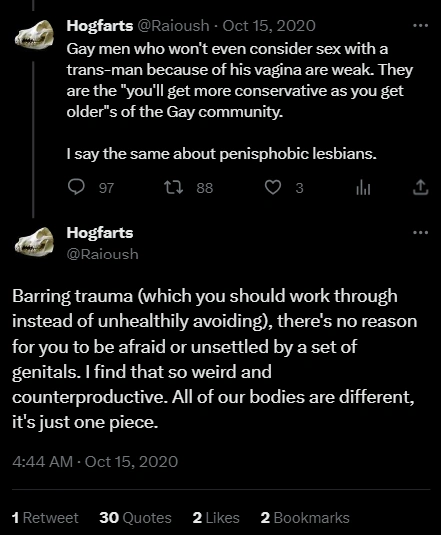 Hogfarts @Raioush · Oct 15, 2020
Gay men who won't even consider sex with a
trans-man because of his vagina are weak. They
are the "you'll get more conservative as you get
older"s of the Gay community.
I say the same about penisphobic lesbians.
97 88 3
Hogfarts
@Raioush
Barring trauma (which you should work through
instead of unhealthily avoiding), there's no reason
for you to be afraid or unsettled by a set of
genitals. I find that so weird and
counterproductive. All of our bodies are different,
it's just one piece.
4:44 AM · Oct 15, 2020
1 Retweet 30 Quotes 2 Likes 2 Bookmarks